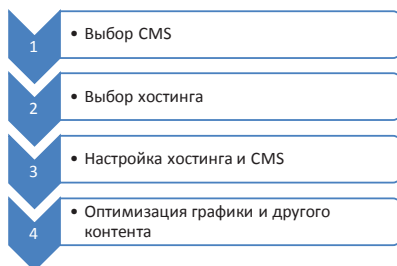 1
• Выбор CMS
2
• Выбор хостинга
3
• Настройка хостинга и CMS
4
• Оптимизация графики и другого
контента